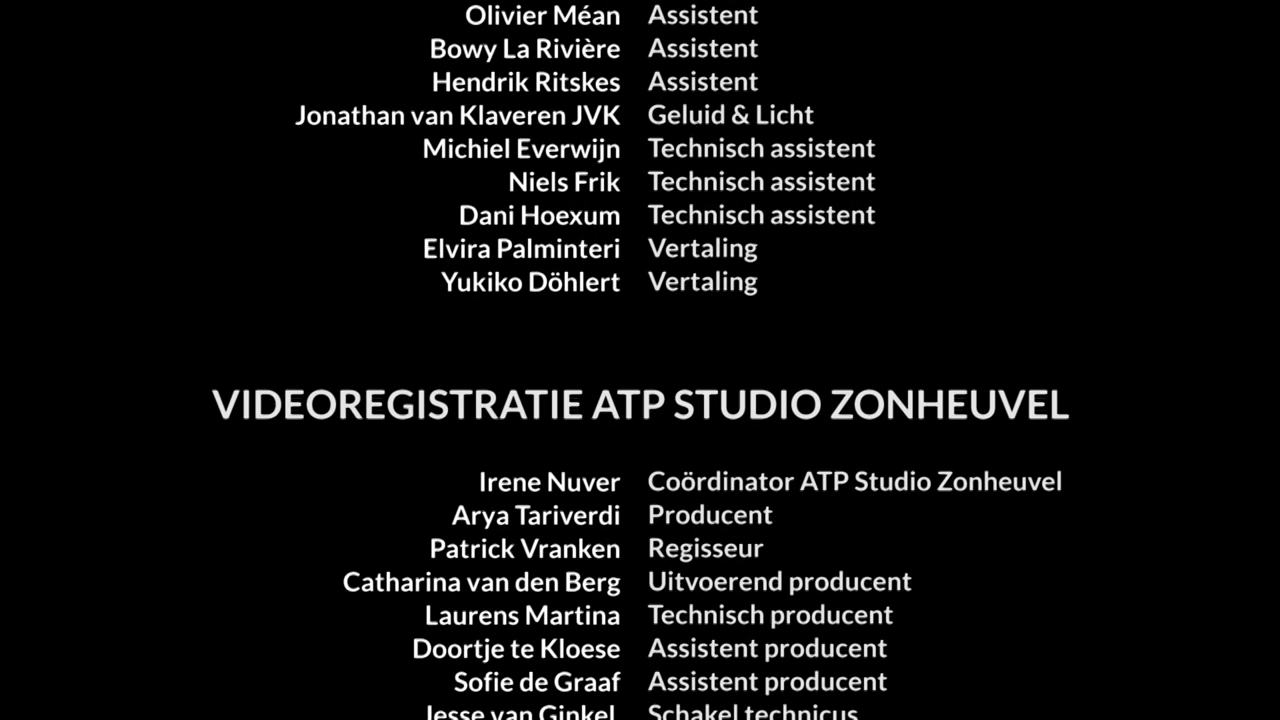 Olivier Méan Assistent
Bowy La Rivière Assistent
Hendrik Ritskes Assistent
Jonathan van Klaveren JVK Geluid & Licht
Michiel Everwijn Technisch assistent
Niels Frik Technisch assistent
Dani Hoexum Technisch assistent
Elvira Palminteri Vertaling
Yukiko Döhlert Vertaling
VIDEOREGISTRATIE ATP STUDIO ZONHEUVEL
Irene Nuver Coördinator ATP Studio Zonheuvel
Arya Tariverdi Producent
Patrick Vranken Regisseur
Catharina van den Berg Uitvoerend producent
Laurens Martina Technisch producent
Doortje te Kloese Assistent producent
Sofie de Graaf Assistent producent
Jesse van Ginkel Schakel technicus